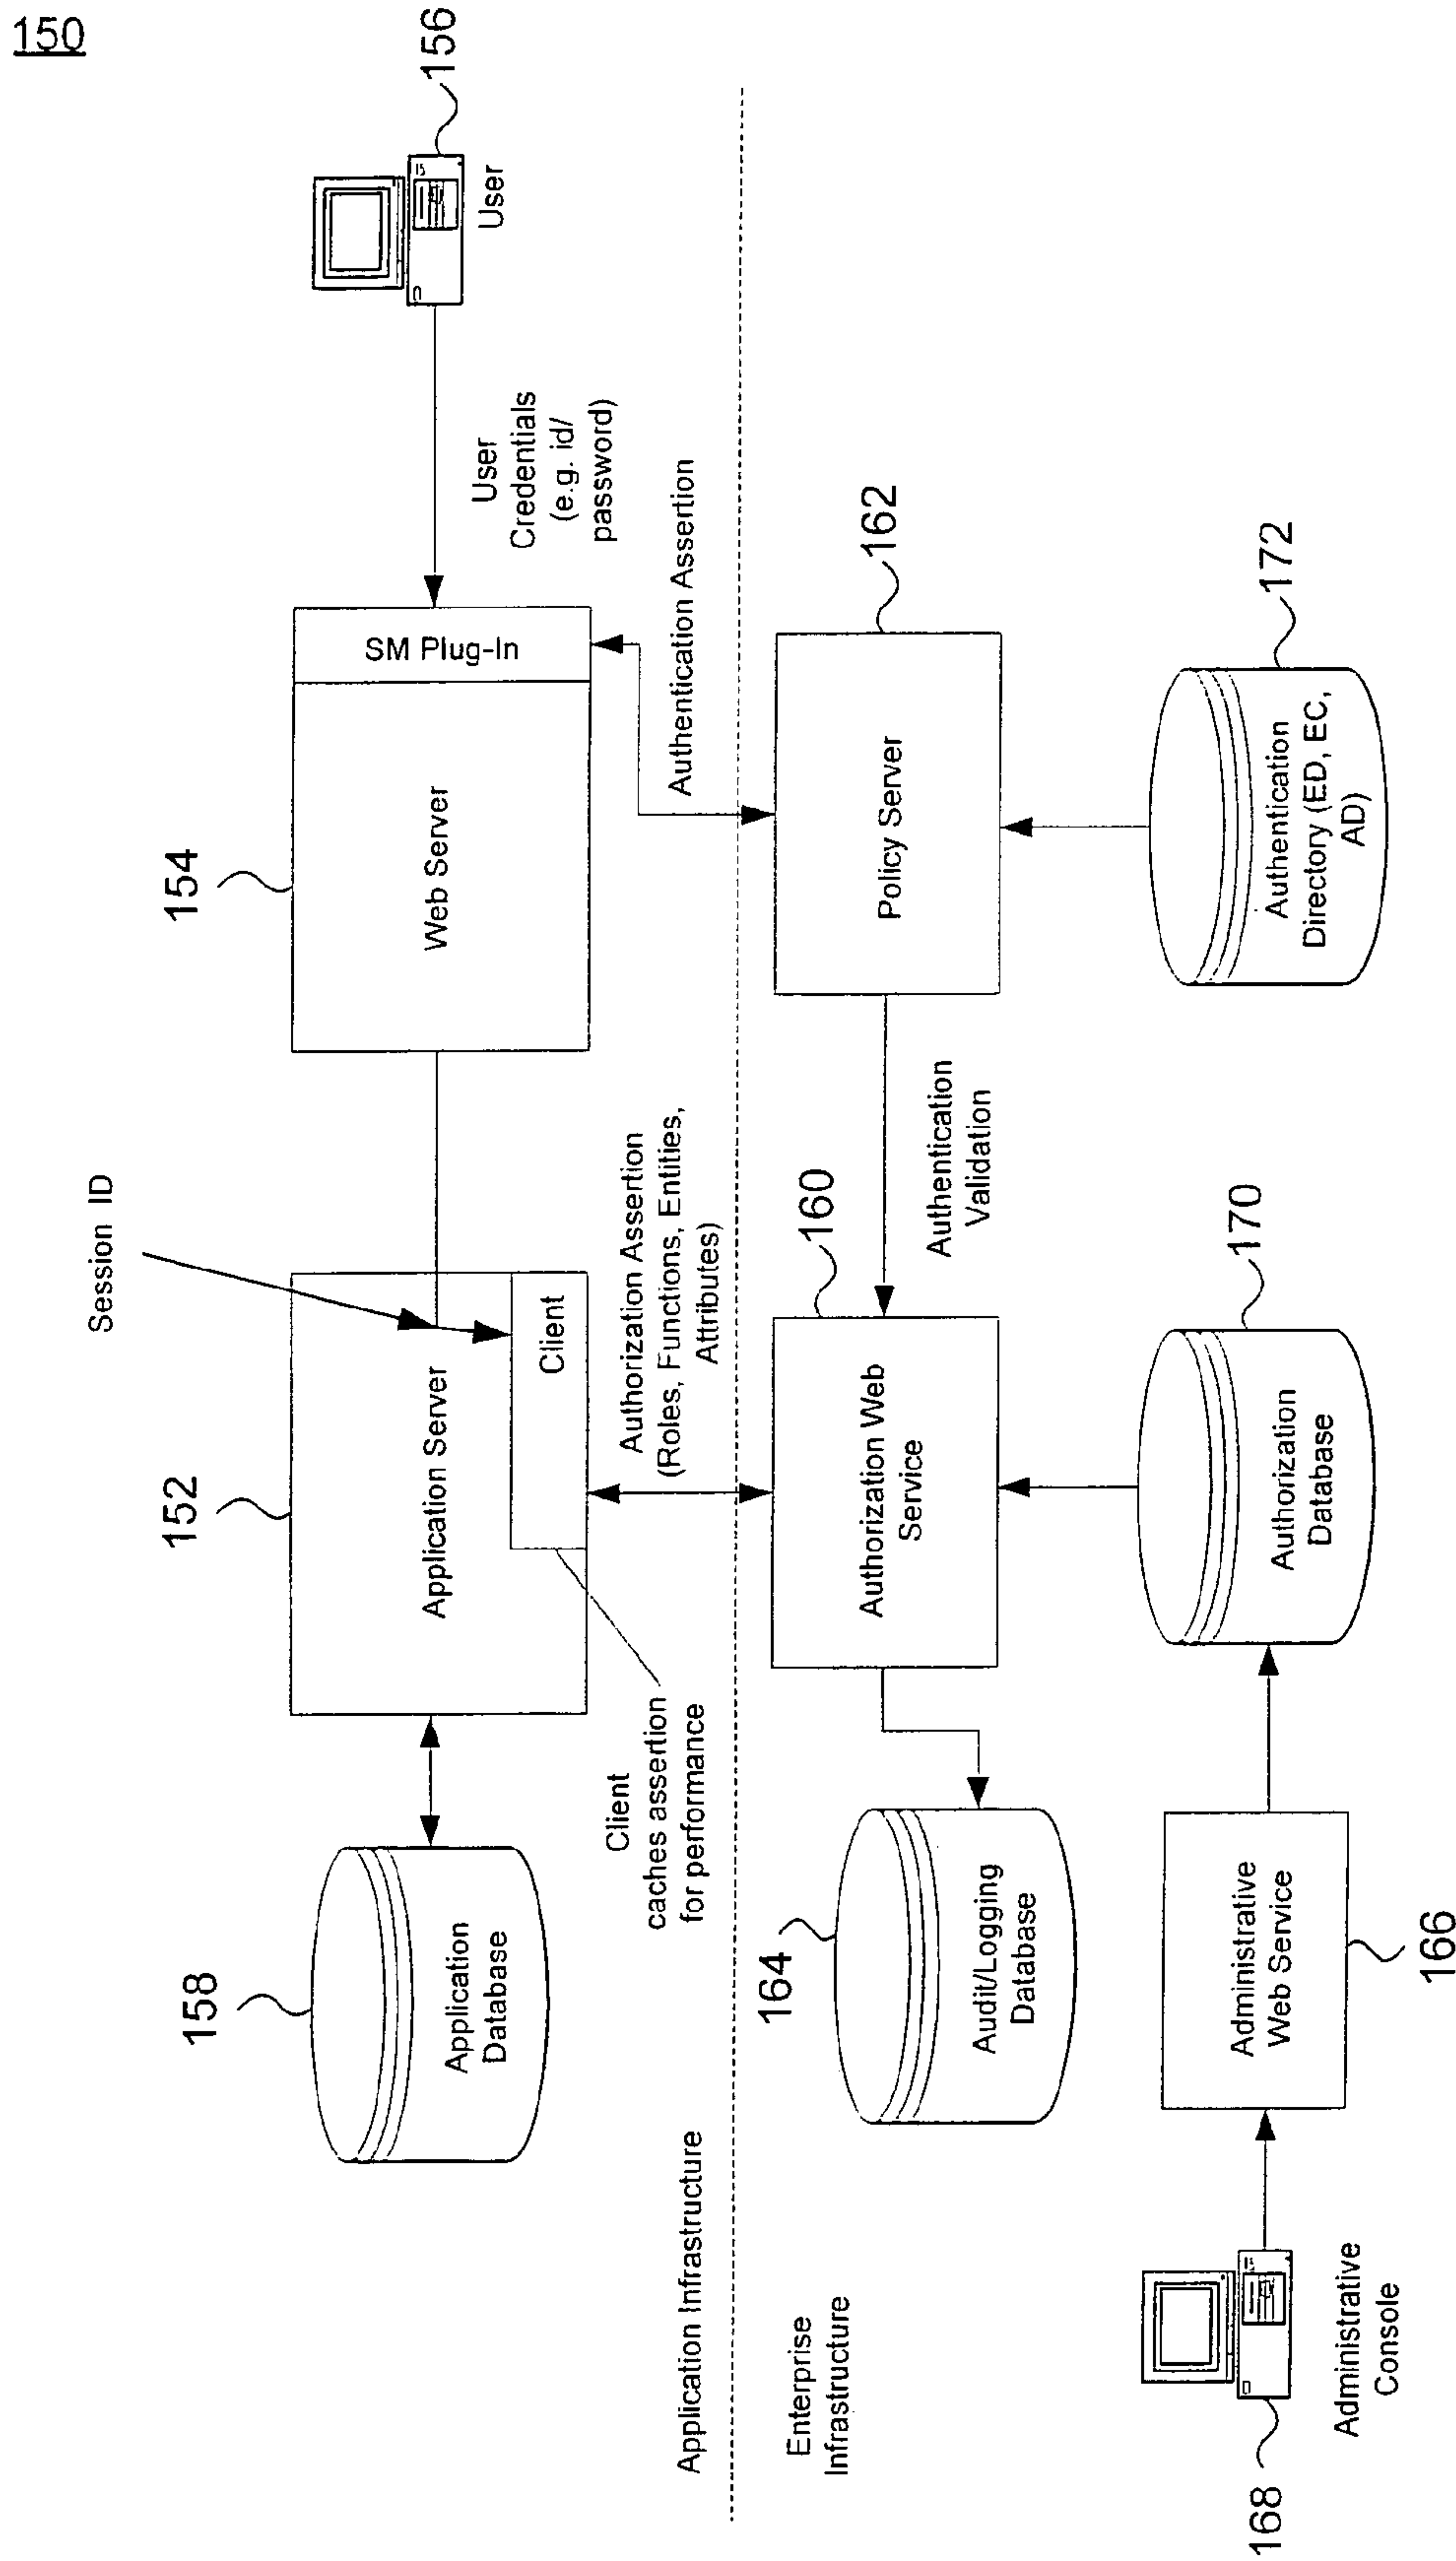 150
156
User
User
Credentials
(e.g. id/
password)
Authentication Assertion
SM Plug-In
Web Server
154
Session ID
152
Application Server
Client
Authorization Assertion
(Roles, Functions, Entities,
Attributes)
Client
caches assertion
for performance
158
Application
Database
Application Infrastructure
Enterprise
Infrastructure
162
Policy Server
172
Authentication
Directory (ED, EC,
AD)
Authentication
Validation
160
Authorization Web
Service
170
Authorization
Database
164
Audit/Logging
Database
Administrative
Web Service
166
Administrative
Console
168